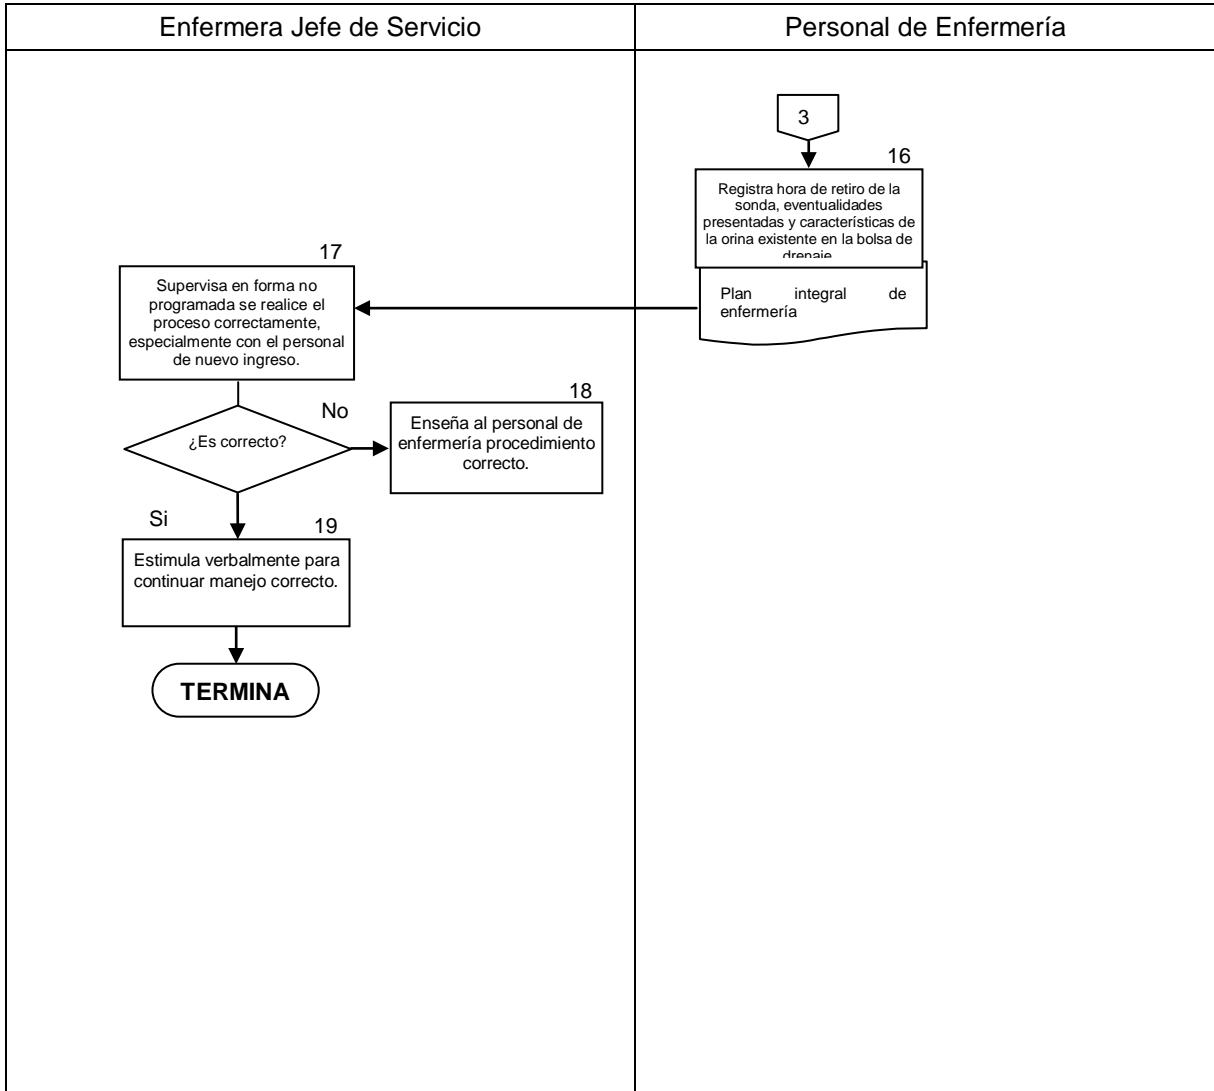 Enfermera Jefe de Servicio
Personal de Enfermería
3
16
Registra hora de retiro de la
sonda, eventualidades
presentadas y características de
la orina existente en la bolsa de
drenaje
Plan integral de
enfermería
17
Supervisa en forma no
programada se realice el
proceso correctamente,
especialmente con el personal
de nuevo ingreso.
¿Es correcto?
No
18
Enseña al personal de
enfermería procedimiento
correcto.
Si
19
Estimula verbalmente para
continuar manejo correcto.
TERMINA